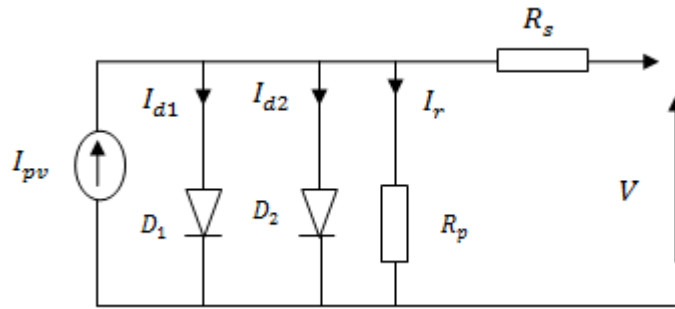 R_s
I_d1
I_d2
I_r
I_pv
D_1
D_2
R_p
V